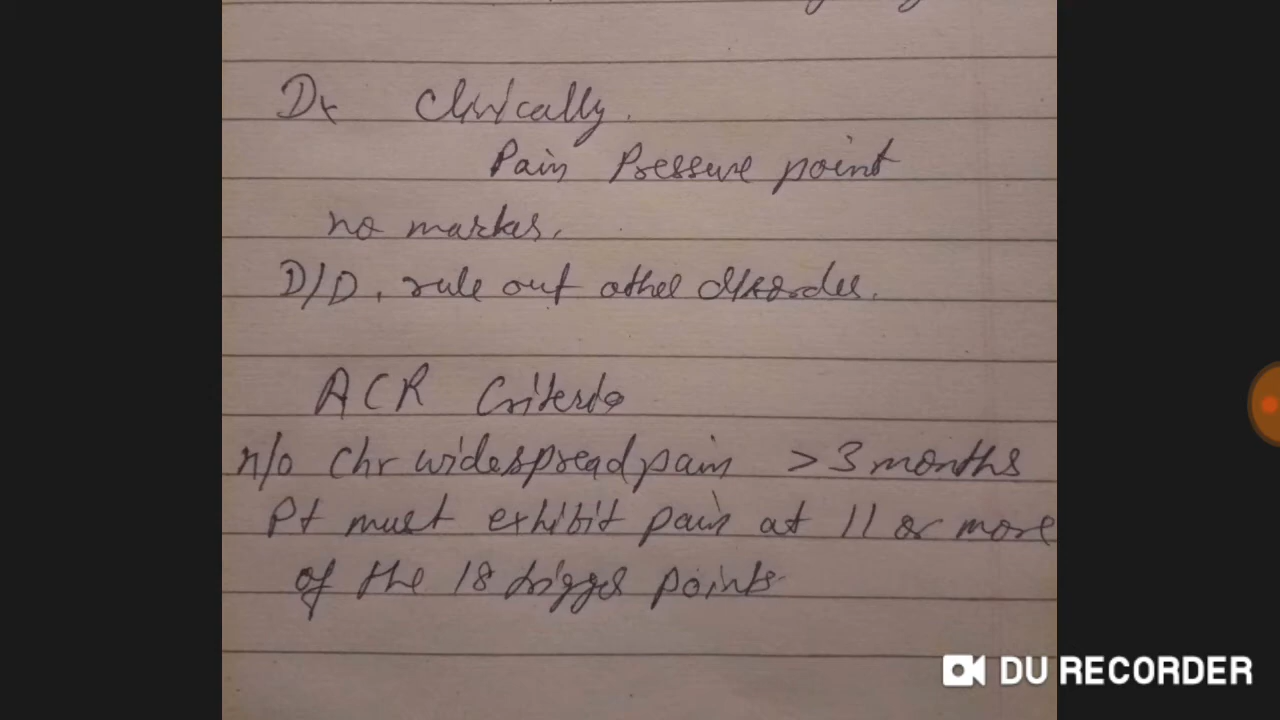 Dx Clinically.
Pain Pressure point
no marker.
D/D. rule out other disorder.
ACR Criteria
H/O Chr widespread pain > 3 months
Pt must exhibit pain at 11 or more
of the 18 trigger points
DU RECORDER